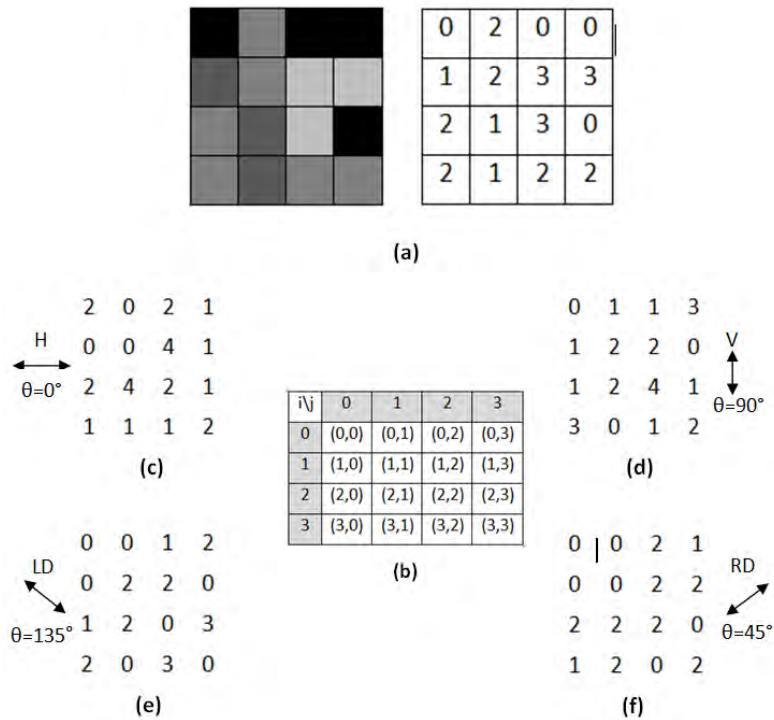 0 2 0 0
1 2 3 3
2 1 3 0
2 1 2 2
(a)
2 0 2 1
0 0 4 1
2 4 2 1
1 1 1 2
H
θ=0°
(c)
i\j 0 1 2 3
0 (0,0) (0,1) (0,2) (0,3)
1 (1,0) (1,1) (1,2) (1,3)
2 (2,0) (2,1) (2,2) (2,3)
3 (3,0) (3,1) (3,2) (3,3)
(b)
0 1 1 3
1 2 2 0
1 2 4 1
3 0 1 2
V
θ=90°
(d)
0 0 1 2
0 2 2 0
1 2 0 3
2 0 3 0
LD
θ=135°
(e)
0 0 2 1
0 0 2 2
2 2 2 0
1 2 0 2
RD
θ=45°
(f)